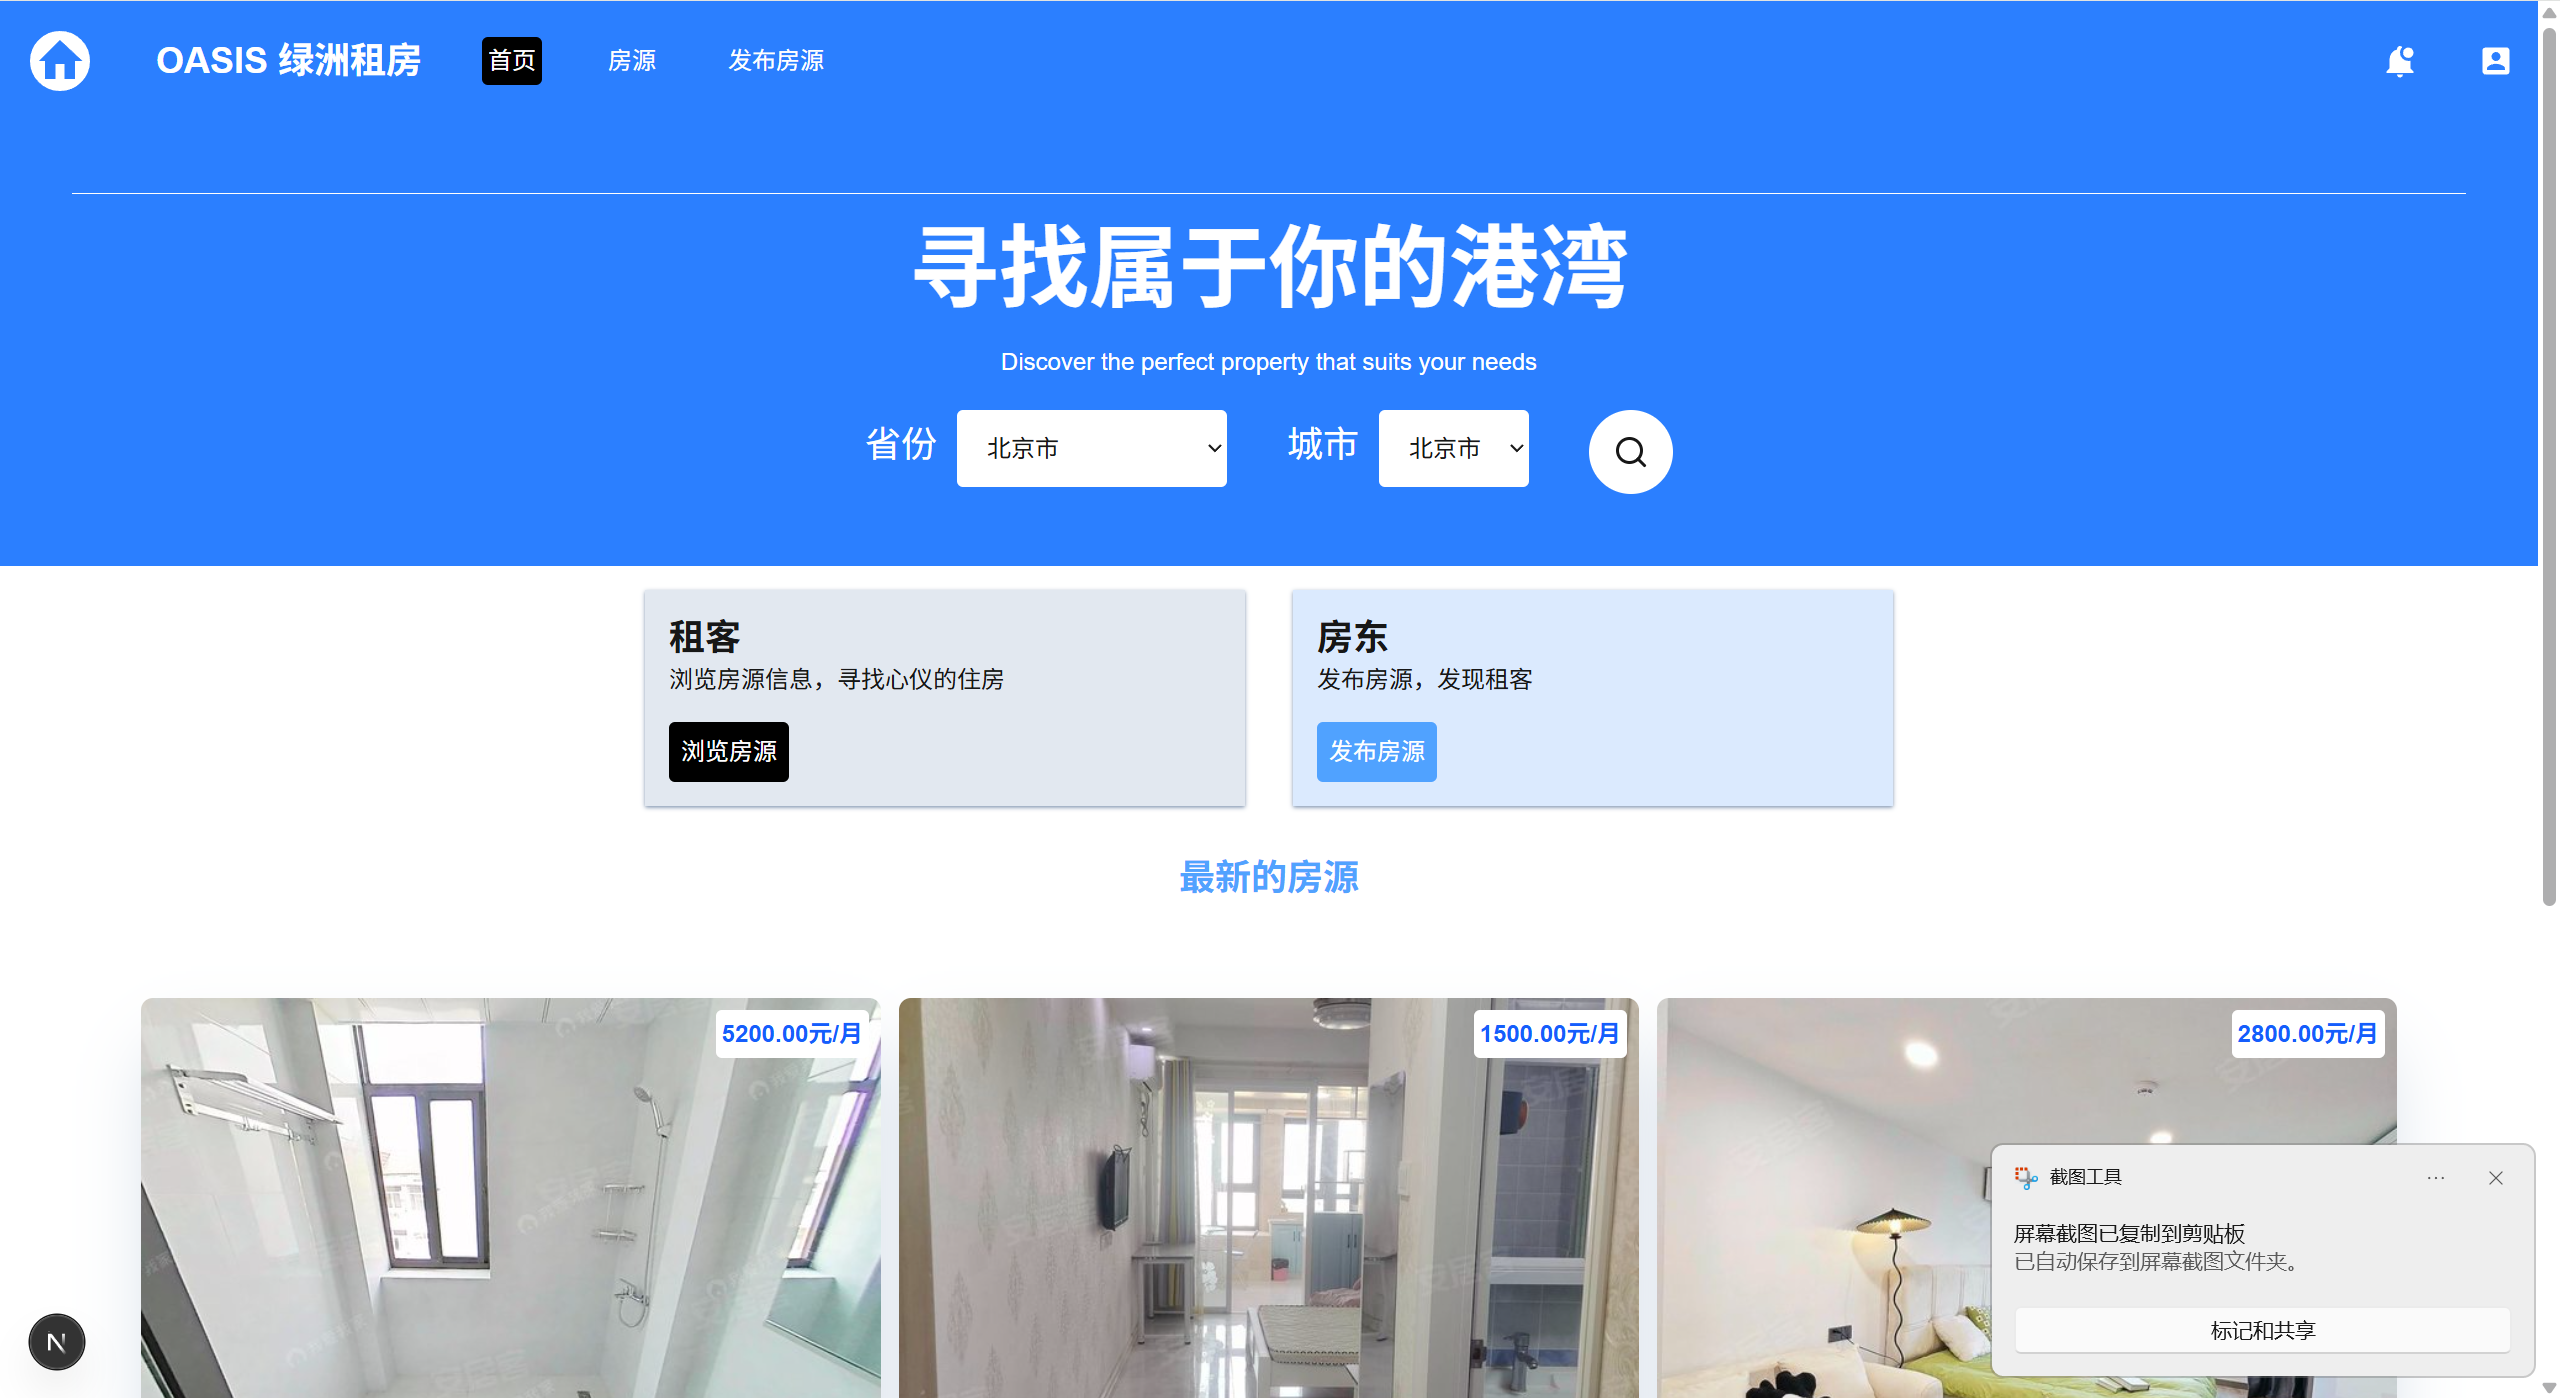 OASIS 绿洲租房
首页
房源
发布房源
寻找属于你的港湾
Discover the perfect property that suits your needs
省份
北京市
城市
北京市
租客
浏览房源信息，寻找心仪的住房
浏览房源
房东
发布房源，发现租客
发布房源
最新的房源
5200.00元/月
1500.00元/月
2800.00元/月
截图工具
屏幕截图已复制到剪贴板
已自动保存到屏幕截图文件夹。
标记和共享
N